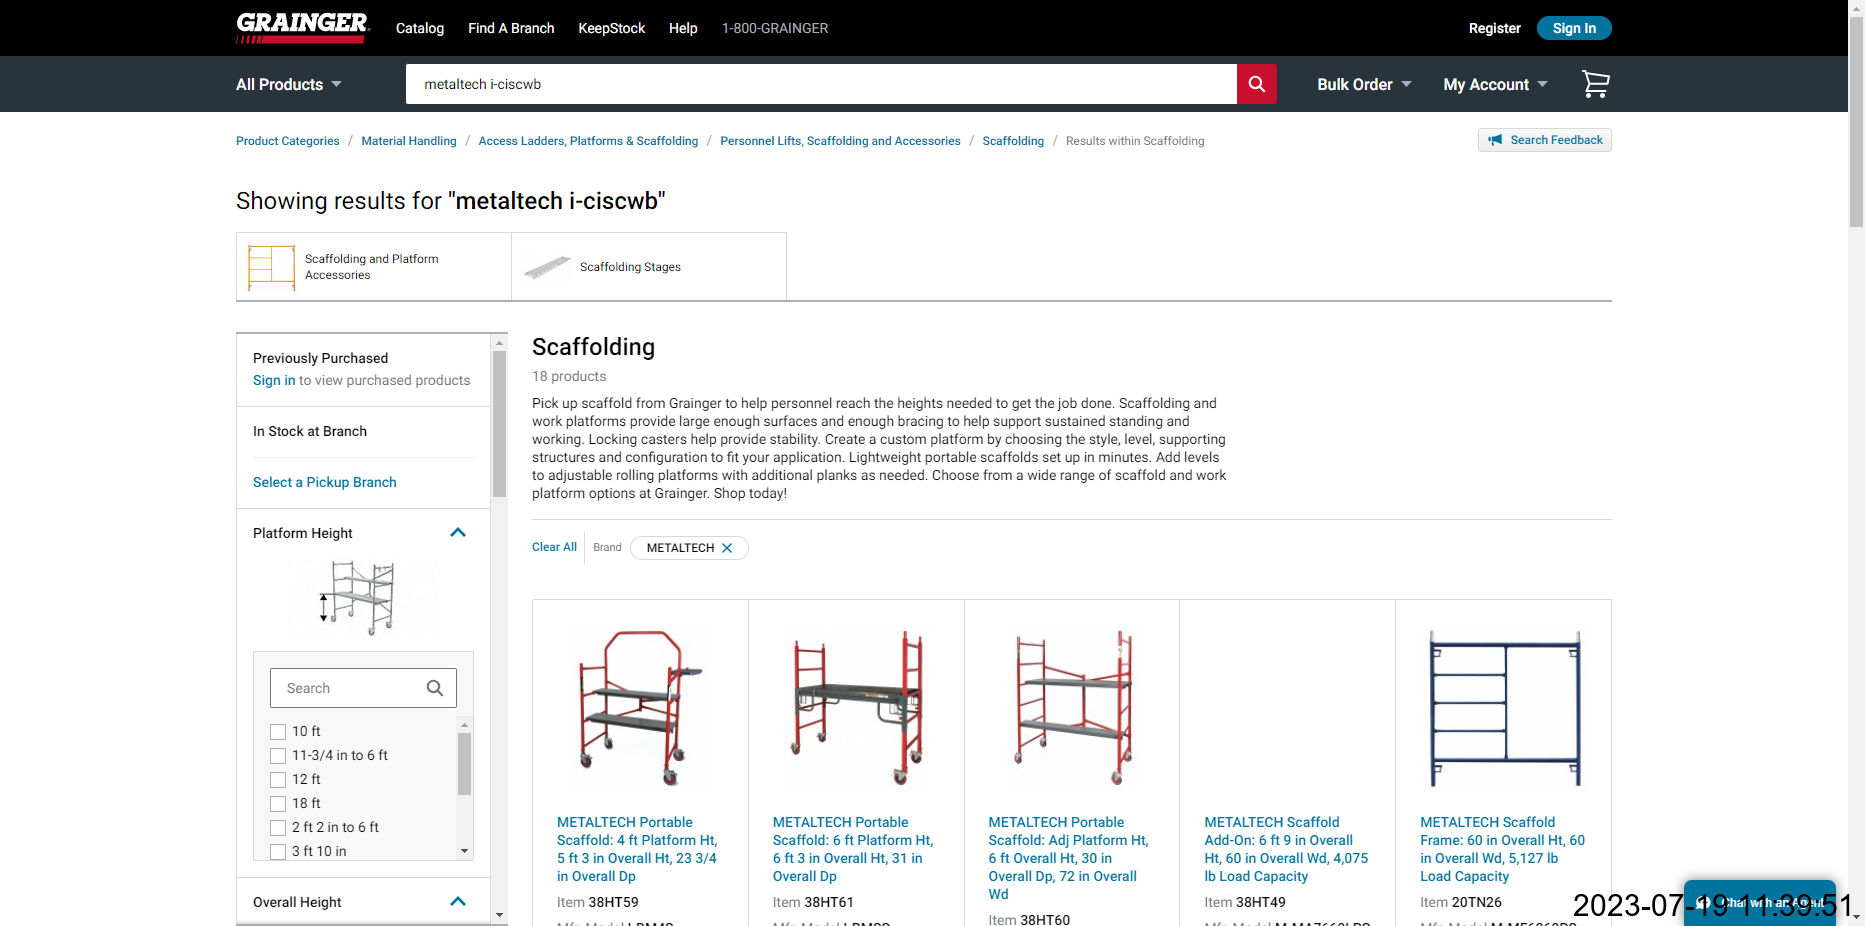 GRAINGER
Catalog
Find A Branch
KeepStock
Help
1-800-GRAINGER
Register
Sign In
All Products
metaltech i-ciscwb
Bulk Order
My Account
Product Categories / Material Handling / Access Ladders, Platforms & Scaffolding / Personnel Lifts, Scaffolding and Accessories / Scaffolding / Results within Scaffolding
Search Feedback
Showing results for "metaltech i-ciscwb"
Scaffolding and Platform
Accessories
Scaffolding Stages
Previously Purchased
Sign in to view purchased products
In Stock at Branch
Select a Pickup Branch
Platform Height
Search
10 ft
11-3/4 in to 6 ft
12 ft
18 ft
2 ft 2 in to 6 ft
3 ft 10 in
Overall Height
Scaffolding
18 products
Pick up scaffold from Grainger to help personnel reach the heights needed to get the job done. Scaffolding and
work platforms provide large enough surfaces and enough bracing to help support sustained standing and
working. Locking casters help provide stability. Create a custom platform by choosing the style, level, supporting
structures and configuration to fit your application. Lightweight portable scaffolds set up in minutes. Add levels
to adjustable rolling platforms with additional planks as needed. Choose from a wide range of scaffold and work
platform options at Grainger. Shop today!
Clear All
Brand
METALTECH
METALTECH Portable
Scaffold: 4 ft Platform Ht,
5 ft 3 in Overall Ht, 23 3/4
in Overall Dp
Item 38HT59
METALTECH Portable
Scaffold: 6 ft Platform Ht,
6 ft 3 in Overall Ht, 31 in
Overall Dp
Item 38HT61
METALTECH Portable
Scaffold: Adj Platform Ht,
6 ft Overall Ht, 30 in
Overall Dp, 72 in Overall
Wd
Item 38HT60
METALTECH Scaffold
Add-On: 6 ft 9 in Overall
Ht, 60 in Overall Wd, 4,075
lb Load Capacity
Item 38HT49
METALTECH Scaffold
Frame: 60 in Overall Ht, 60
in Overall Wd, 5,127 lb
Load Capacity
Item 20TN26
Chat with an Agent
2023-07-19 11:39:51